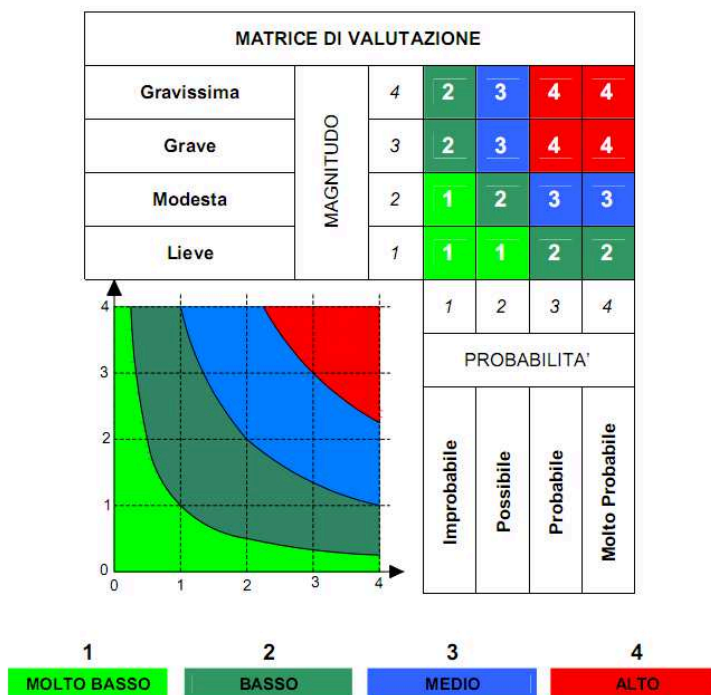 MATRICE DI VALUTAZIONE
Gravissima 4 2 3 4 4
Grave 3 2 3 4 4
MAGNITUDO
Modesta 2 1 2 3 3
Lieve 1 1 1 2 2
1 2 3 4
PROBABILITA'
Improbabile
Possibile
Probabile
Molto Probabile
4
3
2
1
0
0 1 2 3 4
1 2 3 4
MOLTO BASSO BASSO MEDIO ALTO